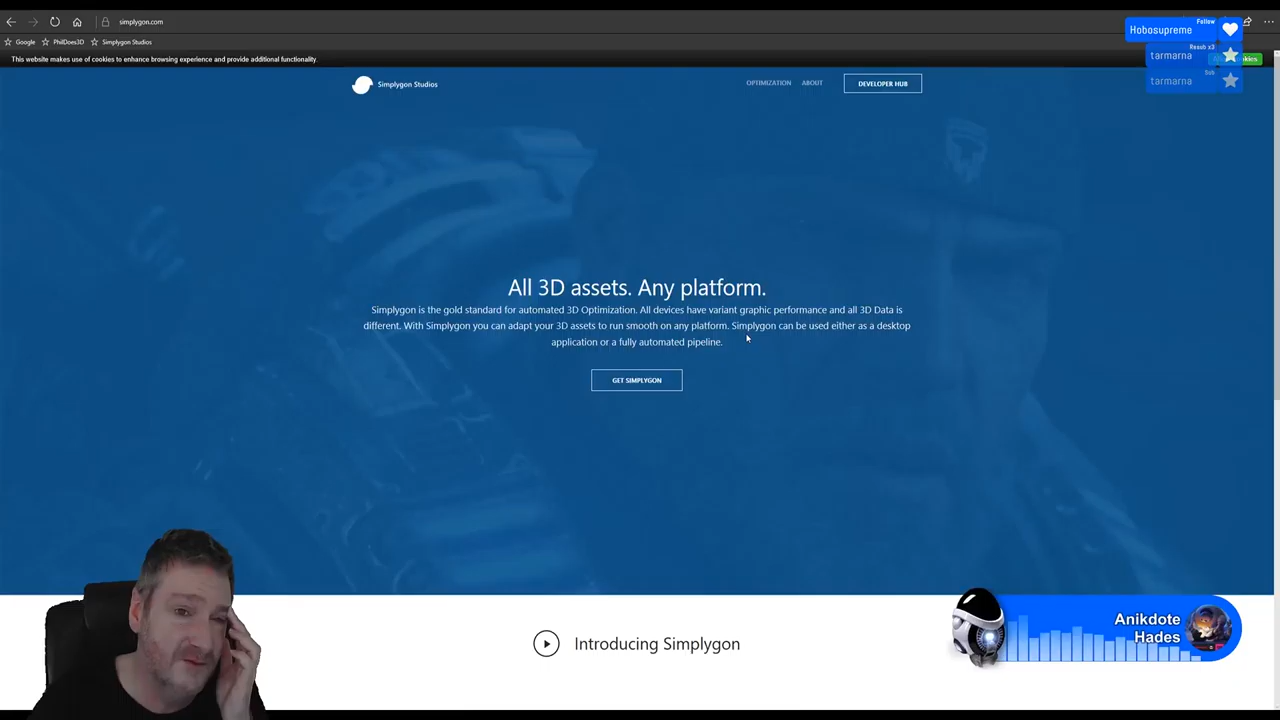 simplygon.com
Google
PhilDoes3D
Simplygon Studios
This website makes use of cookies to enhance browsing experience and provide additional functionality.
Follow
Hobosupreme
Resub x3
tarmarna
Sub
tarmarna
Simplygon Studios
OPTIMIZATION
ABOUT
DEVELOPER HUB
All 3D assets. Any platform.
Simplygon is the gold standard for automated 3D Optimization. All devices have variant graphic performance and all 3D Data is
different. With Simplygon you can adapt your 3D assets to run smooth on any platform. Simplygon can be used either as a desktop
application or a fully automated pipeline.
GET SIMPLYGON
Introducing Simplygon
Anikdote
Hades